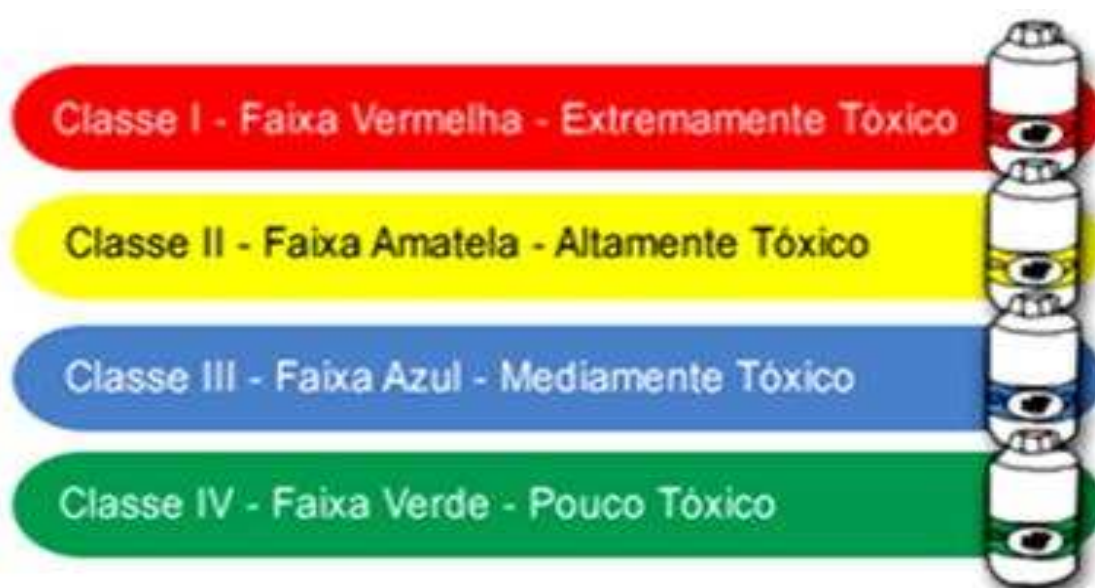 Classe I - Faixa Vermelha - Extremamente Tóxico
Classe II - Faixa Amatela - Altamente Tóxico
Classe III - Faixa Azul - Mediamente Tóxico
Classe IV - Faixa Verde - Pouco Tóxico